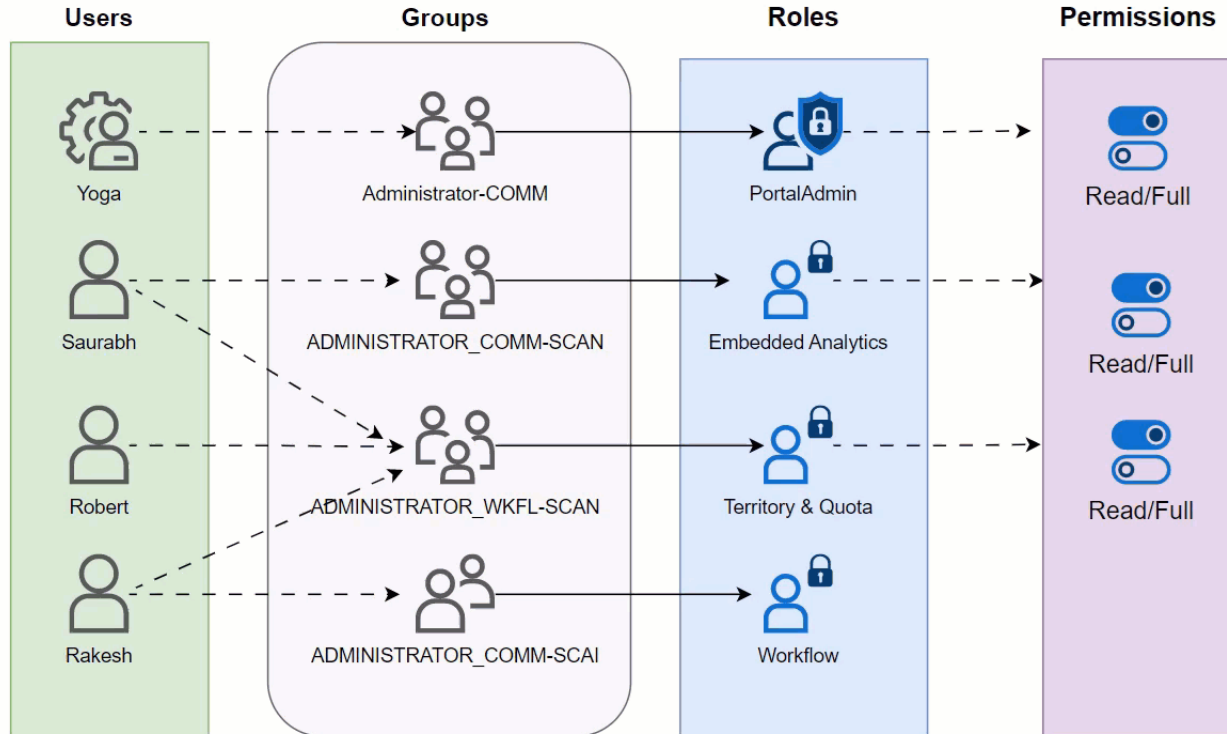 Users
Groups
Roles
Permissions
Yoga
Administrator-COMM
PortalAdmin
Read/Full
Saurabh
ADMINISTRATOR_COMM-SCAN
Embedded Analytics
Read/Full
Robert
ADMINISTRATOR_WKFL-SCAN
Territory & Quota
Read/Full
Rakesh
ADMINISTRATOR_COMM-SCAI
Workflow